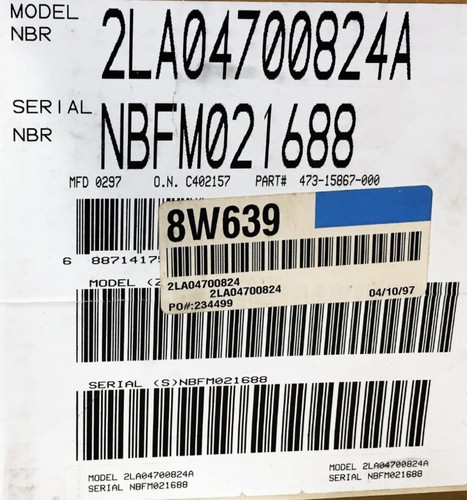 MODEL NBR 2LA04700824A
SERIAL NBR NBFM021688
MFD 0297 O.N. C402157 PART# 473-15867-000
8W639
6 8871417
2LA04700824
2LA04700824 04/10/97
PO#:234499
MODEL (
SERIAL (S)NBFM021688
MODEL 2LA04700824A MODEL 2LA04700824A
SERIAL NBFM021688 SERIAL NBFM021688